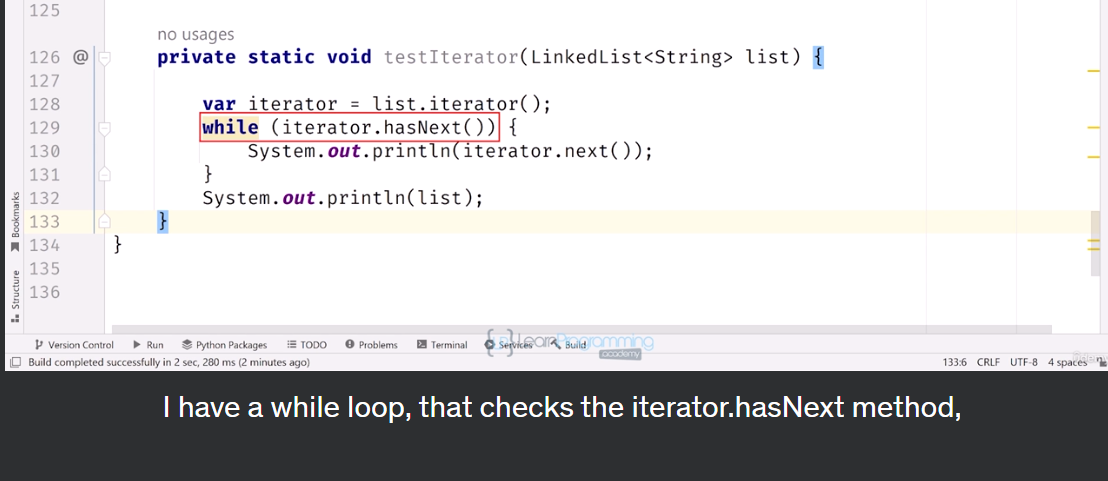 125
no usages
126 @ private static void testIterator(LinkedList<String> list) {
127
128 var iterator = list.iterator();
129 while (iterator.hasNext()) {
130 System.out.println(iterator.next());
131 }
132 System.out.println(list);
133 }
134 }
135
136
Bookmarks
Structure
Version Control Run Python Packages TODO Problems Terminal Services Build
LearnProgramming
academy
Build completed successfully in 2 sec, 280 ms (2 minutes ago) 133:6 CRLF UTF-8 4 spaces
I have a while loop, that checks the iterator.hasNext method,